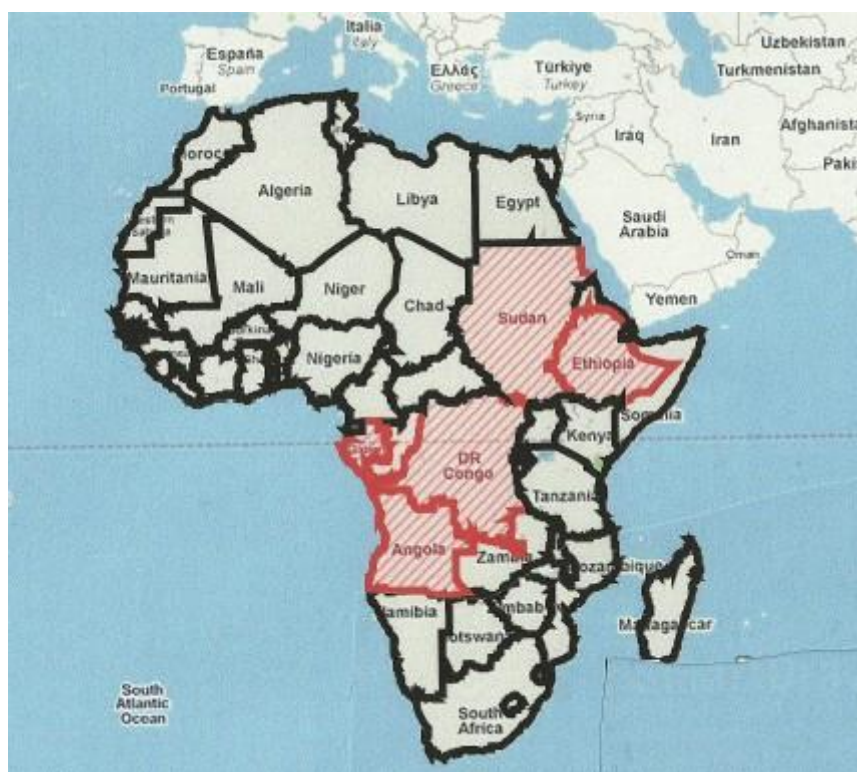 Italia
Italy
Uzbekistan
España
Spain
Ελλάς
Greece
Türkiye
Turkey
Turkmenistan
Portugal
Syria
Iraq
Iran
Afghanista
Pakis
Algeria
Libya
Egypt
Saudi
Arabia
Oman
Mauritania
Mali
Niger
Chad
Sudan
Yemen
Nigeria
Ethiopia
Kenya
DR
Congo
Tanzania
Angola
Madagascar
South
Atlantic
Ocean
South
Africa